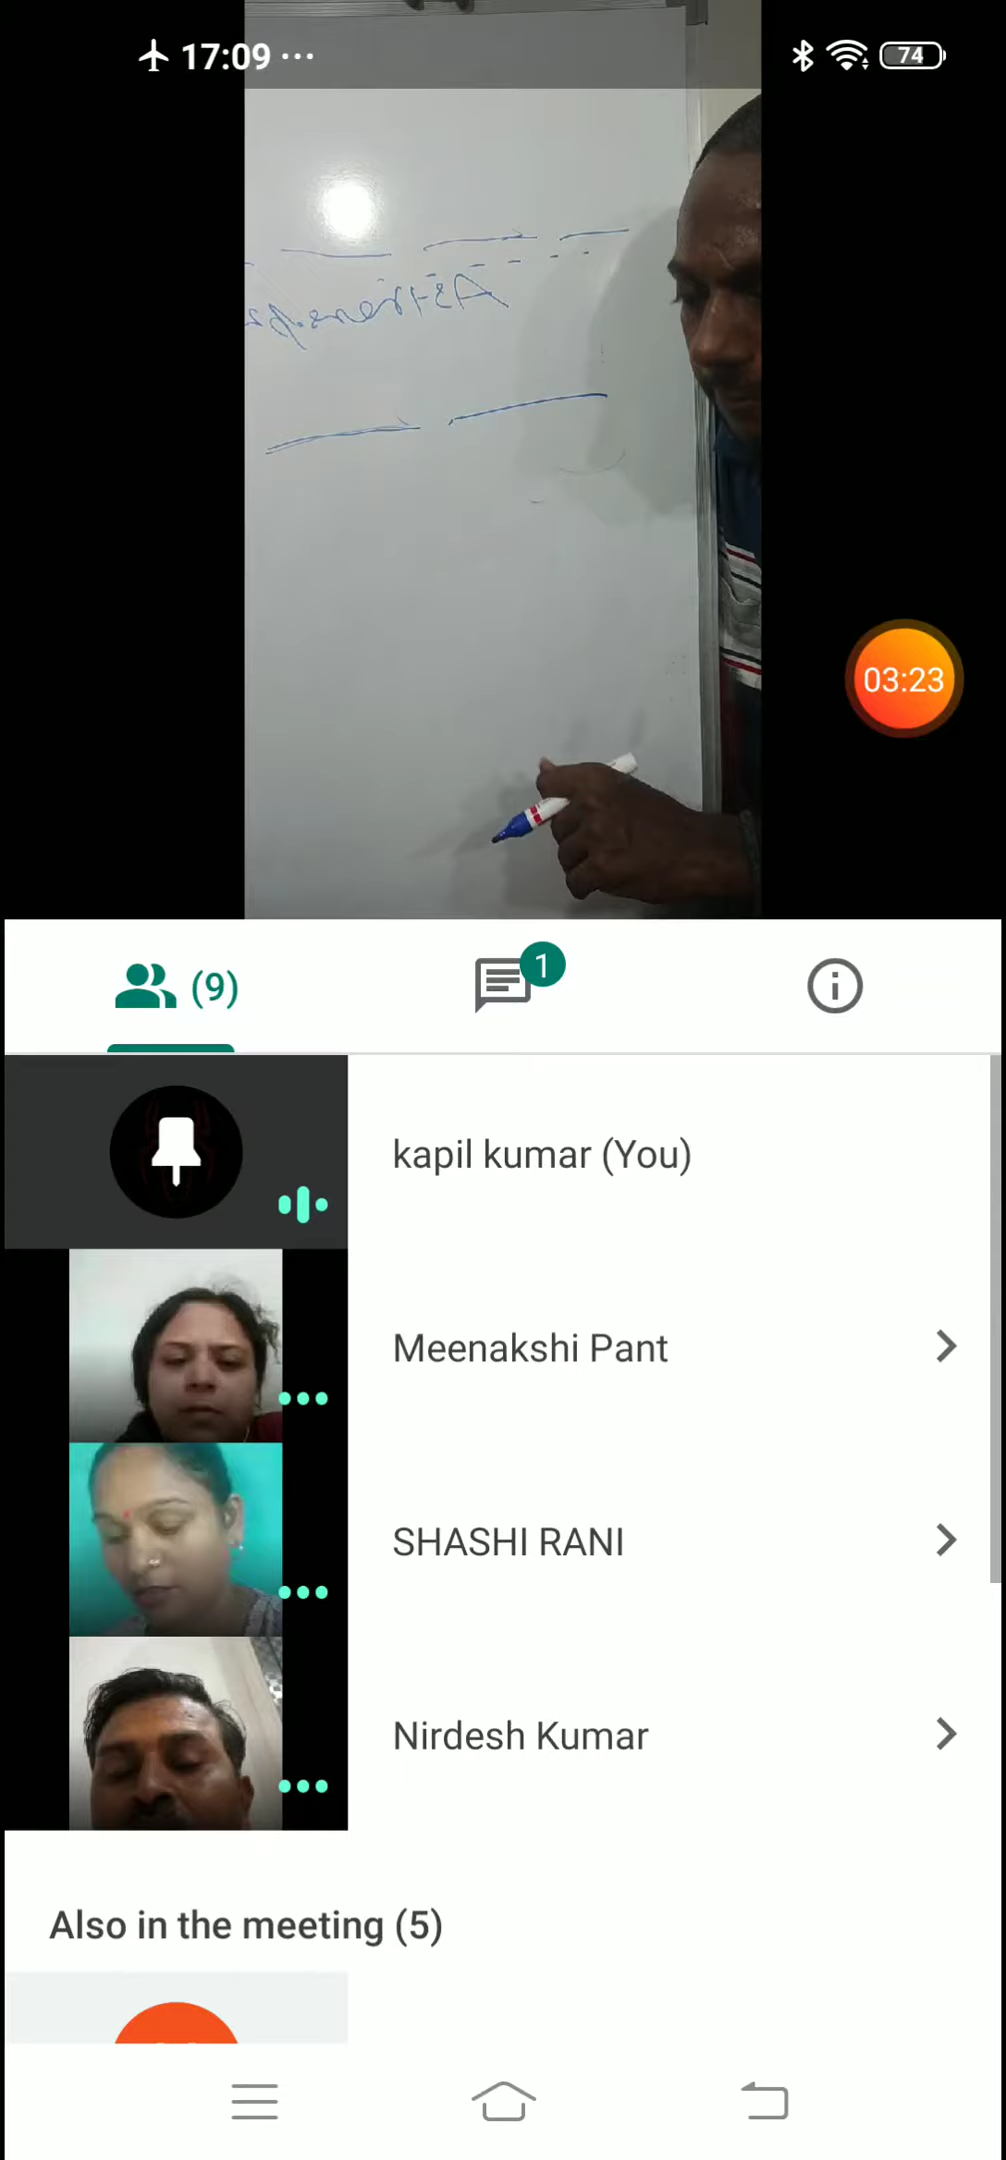 17:09 ...
74
03:23
(9)
1
kapil kumar (You)
Meenakshi Pant
SHASHI RANI
Nirdesh Kumar
Also in the meeting (5)